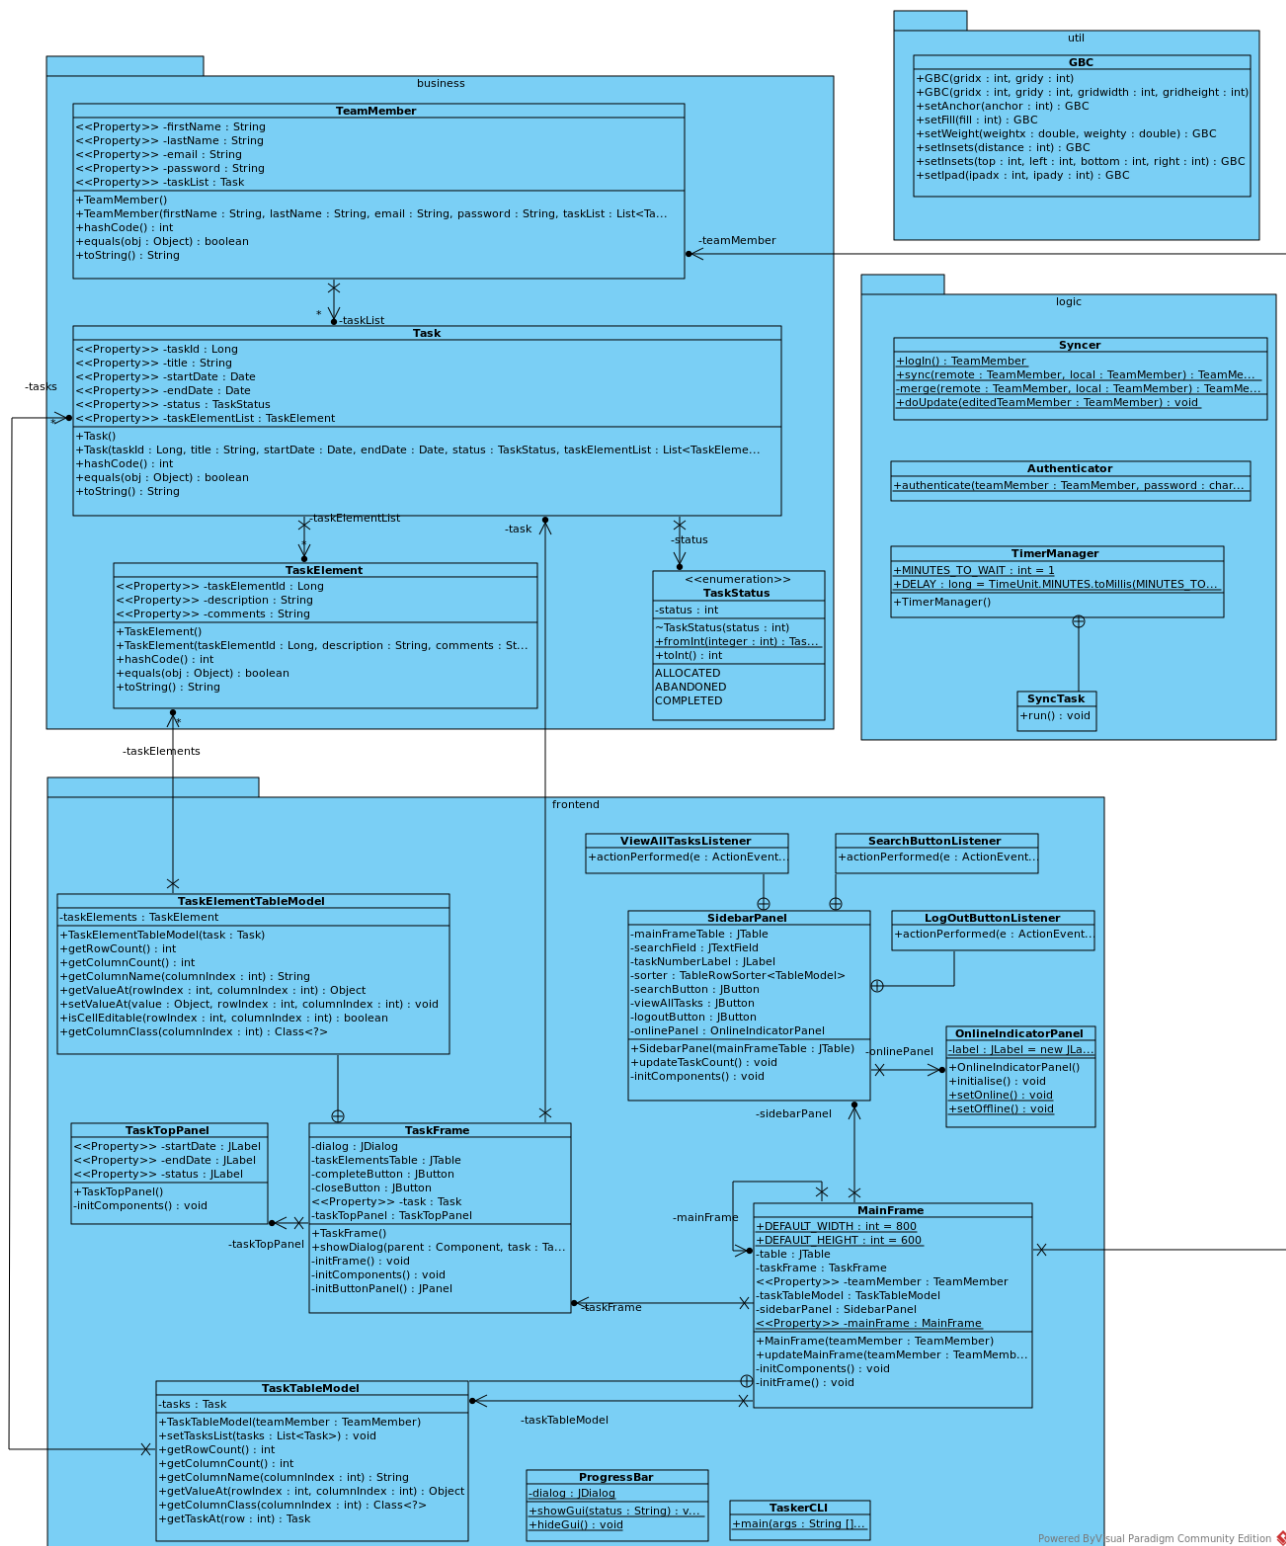 util
GBC
+GBC(gridx : int, gridy : int)
+GBC(gridx : int, gridy : int, gridwidth : int, gridheight : int)
+setAnchor(anchor : int) : GBC
+setFill(fill : int) : GBC
+setWeight(weightx : double, weighty : double) : GBC
+setInsets(distance : int) : GBC
+setInsets(top : int, left : int, bottom : int, right : int) : GBC
+setIpad(ipadx : int, ipady : int) : GBC
business
TeamMember
<<Property>> -firstName : String
<<Property>> -lastName : String
<<Property>> -email : String
<<Property>> -password : String
<<Property>> -taskList : Task
+TeamMember()
+TeamMember(firstName : String, lastName : String, email : String, password : String, taskList : List<Ta...
+hashCode() : int
+equals(obj : Object) : boolean
+toString() : String
-teamMember
*
-taskList
Task
<<Property>> -taskId : Long
<<Property>> -title : String
<<Property>> -startDate : Date
<<Property>> -endDate : Date
<<Property>> -status : TaskStatus
<<Property>> -taskElementList : TaskElement
+Task()
+Task(taskId : Long, title : String, startDate : Date, endDate : Date, status : TaskStatus, taskElementList : List<TaskEleme...
+hashCode() : int
+equals(obj : Object) : boolean
+toString() : String
-tasks
*
-taskElementList
*
-task
-status
TaskElement
<<Property>> -taskElementId : Long
<<Property>> -description : String
<<Property>> -comments : String
+TaskElement()
+TaskElement(taskElementId : Long, description : String, comments : St...
+hashCode() : int
+equals(obj : Object) : boolean
+toString() : String
<<enumeration>>
TaskStatus
-status : int
~TaskStatus(status : int)
+fromInt(integer : int) : Tas...
+toInt() : int
ALLOCATED
ABANDONED
COMPLETED
*
-taskElements
logic
Syncer
+logIn() : TeamMember
+sync(remote : TeamMember, local : TeamMember) : TeamMe...
-merge(remote : TeamMember, local : TeamMember) : TeamMe...
+doUpdate(editedTeamMember : TeamMember) : void
Authenticator
+authenticate(teamMember : TeamMember, password : char...
TimerManager
+MINUTES_TO_WAIT : int = 1
+DELAY : long = TimeUnit.MINUTES.toMillis(MINUTES_TO...
+TimerManager()
SyncTask
+run() : void
frontend
ViewAllTasksListener
+actionPerformed(e : ActionEvent...
SearchButtonListener
+actionPerformed(e : ActionEvent...
TaskElementTableModel
-taskElements : TaskElement
+TaskElementTableModel(task : Task)
+getRowCount() : int
+getColumnCount() : int
+getColumnName(columnIndex : int) : String
+getValueAt(rowIndex : int, columnIndex : int) : Object
+setValueAt(value : Object, rowIndex : int, columnIndex : int) : void
+isCellEditable(rowIndex : int, columnIndex : int) : boolean
+getColumnClass(columnIndex : int) : Class<?>
SidebarPanel
-mainFrameTable : JTable
-searchField : JTextField
-taskNumberLabel : JLabel
-sorter : TableRowSorter<TableModel>
-searchButton : JButton
-viewAllTasks : JButton
-logoutButton : JButton
-onlinePanel : OnlineIndicatorPanel
+SidebarPanel(mainFrameTable : JTable)
+updateTaskCount() : void
-initComponents() : void
LogOutButtonListener
+actionPerformed(e : ActionEvent...
OnlineIndicatorPanel
-label : JLabel = new JLa...
+OnlineIndicatorPanel()
+initialise() : void
+setOnline() : void
+setOffline() : void
-onlinePanel
-sidebarPanel
TaskTopPanel
<<Property>> -startDate : JLabel
<<Property>> -endDate : JLabel
<<Property>> -status : JLabel
+TaskTopPanel()
-initComponents() : void
-taskTopPanel
TaskFrame
-dialog : JDialog
-taskElementsTable : JTable
-completeButton : JButton
-closeButton : JButton
<<Property>> -task : Task
-taskTopPanel : TaskTopPanel
+TaskFrame()
+showDialog(parent : Component, task : Ta...
-initFrame() : void
-initComponents() : void
-initButtonPanel() : JPanel
-taskFrame
-mainFrame
MainFrame
+DEFAULT_WIDTH : int = 800
+DEFAULT_HEIGHT : int = 600
-table : JTable
-taskFrame : TaskFrame
<<Property>> -teamMember : TeamMember
-taskTableModel : TaskTableModel
-sidebarPanel : SidebarPanel
<<Property>> -mainFrame : MainFrame
+MainFrame(teamMember : TeamMember)
+updateMainFrame(teamMember : TeamMemb...
-initComponents() : void
-initFrame() : void
TaskTableModel
-tasks : Task
+TaskTableModel(teamMember : TeamMember)
+setTasksList(tasks : List<Task>) : void
+getRowCount() : int
+getColumnCount() : int
+getColumnName(columnIndex : int) : String
+getValueAt(rowIndex : int, columnIndex : int) : Object
+getColumnClass(columnIndex : int) : Class<?>
+getTaskAt(row : int) : Task
-taskTableModel
ProgressBar
-dialog : JDialog
+showGui(status : String) : v...
+hideGui() : void
TaskerCLI
+main(args : String []...
Powered By Visual Paradigm Community Edition